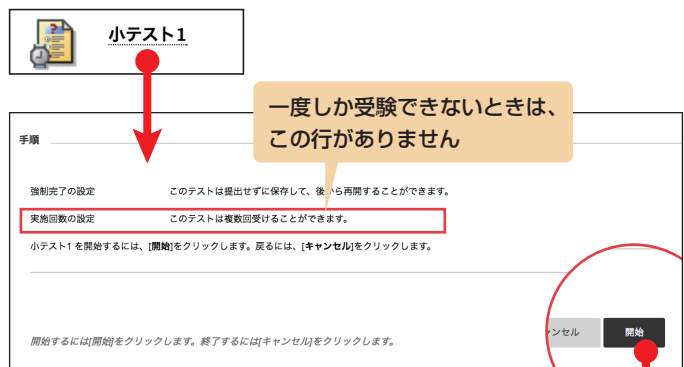 小テスト1
一度しか受験できないときは、
この行がありません
手順
強制完了の設定 このテストは提出せずに保存して、後から再開することができます。
実施回数の設定 このテストは複数回受けることができます。
小テスト1 を開始するには、[開始]をクリックします。戻るには、[キャンセル]をクリックします。
ャンセル 開始
開始するには[開始]をクリックします。終了するには[キャンセル]をクリックします。